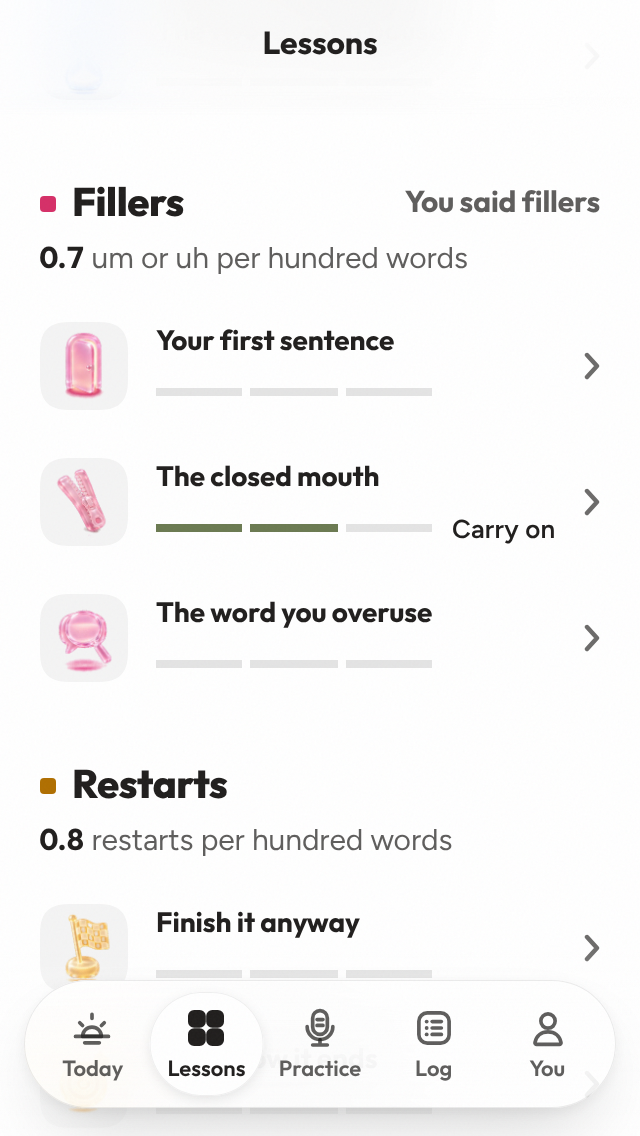 Lessons
Fillers
You said fillers
0.7 um or uh per hundred words
Your first sentence
The closed mouth
Carry on
The word you overuse
Restarts
0.8 restarts per hundred words
Finish it anyway
Today
Lessons
Practice
Log
You